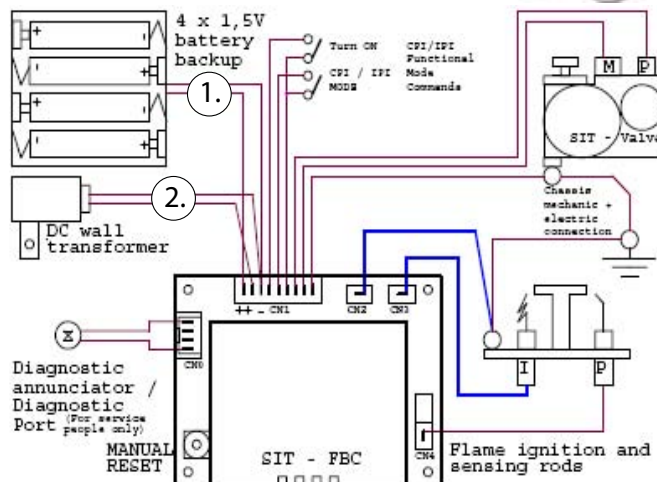 4 x 1,5V
battery
backup
+ -
- +
+ -
- +
1.
Turn ON
CPI / IPI
MODE
CPI/IPI
Functional
Mode
Commands
M P
SIT - Valve
Chassis
mechanic +
electric
connection
2.
DC wall
transformer
++ - CN1
CN2
CN3
CN0
CN4
I P
Diagnostic
annunciator /
Diagnostic
Port (For service
people only)
MANUAL
RESET
SIT - FBC
Flame ignition and
sensing rods